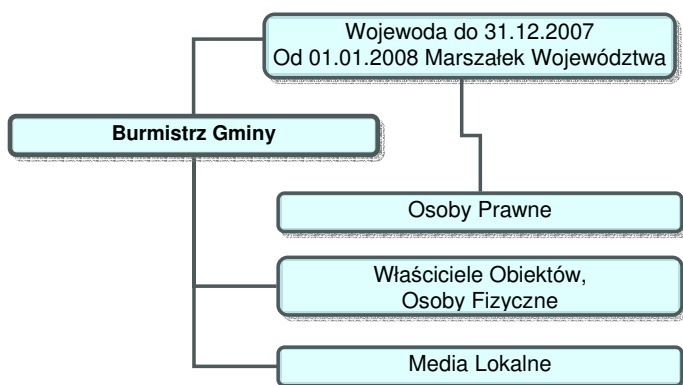 Wojewoda do 31.12.2007
Od 01.01.2008 Marszałek Województwa
Burmistrz Gminy
Osoby Prawne
Właściciele Obiektów,
Osoby Fizyczne
Media Lokalne